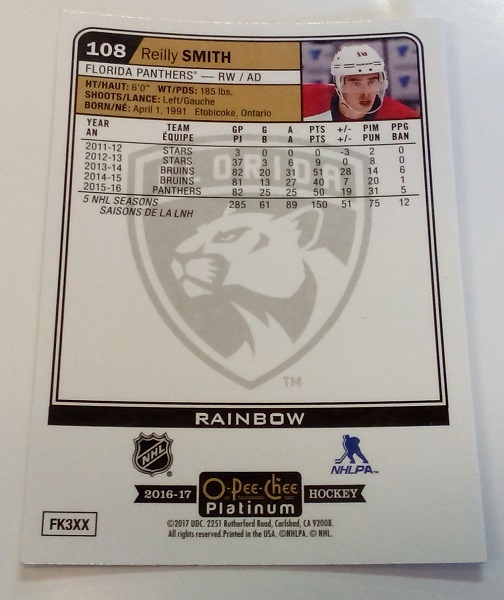 108 Reilly SMITH
FLORIDA PANTHERS® — RW / AD
HT/HAUT: 6'0" WT/PDS: 185 lbs.
SHOOTS/LANCE: Left/Gauche
BORN/NÉ: April 1, 1991 Etobicoke, Ontario
YEAR TEAM GP G A PTS +/- PIM PPG
AN ÉQUIPE PJ B A PTS +/- PUN BAN
2011-12 STARS 3 0 0 0 -3 2 0
2012-13 STARS 37 3 6 9 0 8 0
2013-14 BRUINS 82 20 31 51 28 14 6
2014-15 BRUINS 81 13 27 40 7 20 1
2015-16 PANTHERS 82 25 25 50 19 31 5
5 NHL SEASONS 285 61 89 150 51 75 12
SAISONS DE LA LNH
FLORIDA
TM
RAINBOW
NHL
NHLPA™
2016-17 O-Pee-Chee HOCKEY
Platinum
FK3XX
©2017 UDC. 2251 Rutherford Road, Carlsbad, CA 92008.
All rights reserved.Printed in the USA. ©NHLPA. © NHL.